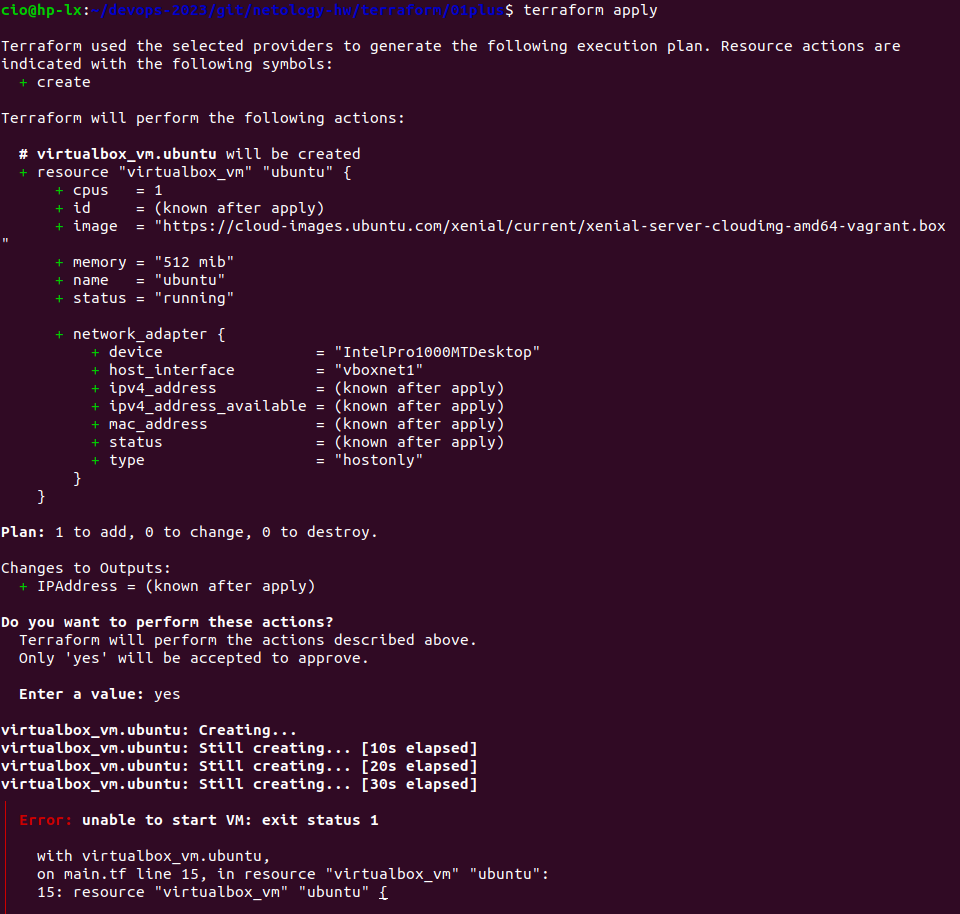 cio@hp-lx:~/devops-2023/git/netology-hw/terraform/01plus$ terraform apply
Terraform used the selected providers to generate the following execution plan. Resource actions are
indicated with the following symbols:
  + create
Terraform will perform the following actions:
  # virtualbox_vm.ubuntu will be created
  + resource "virtualbox_vm" "ubuntu" {
      + cpus   = 1
      + id     = (known after apply)
      + image  = "https://cloud-images.ubuntu.com/xenial/current/xenial-server-cloudimg-amd64-vagrant.box
"
      + memory = "512 mib"
      + name   = "ubuntu"
      + status = "running"
      + network_adapter {
          + device                 = "IntelPro1000MTDesktop"
          + host_interface         = "vboxnet1"
          + ipv4_address           = (known after apply)
          + ipv4_address_available = (known after apply)
          + mac_address            = (known after apply)
          + status                 = (known after apply)
          + type                   = "hostonly"
        }
    }
Plan: 1 to add, 0 to change, 0 to destroy.
Changes to Outputs:
  + IPAddress = (known after apply)
Do you want to perform these actions?
  Terraform will perform the actions described above.
  Only 'yes' will be accepted to approve.
  Enter a value: yes
virtualbox_vm.ubuntu: Creating...
virtualbox_vm.ubuntu: Still creating... [10s elapsed]
virtualbox_vm.ubuntu: Still creating... [20s elapsed]
virtualbox_vm.ubuntu: Still creating... [30s elapsed]
  Error: unable to start VM: exit status 1
    with virtualbox_vm.ubuntu,
    on main.tf line 15, in resource "virtualbox_vm" "ubuntu":
    15: resource "virtualbox_vm" "ubuntu" {